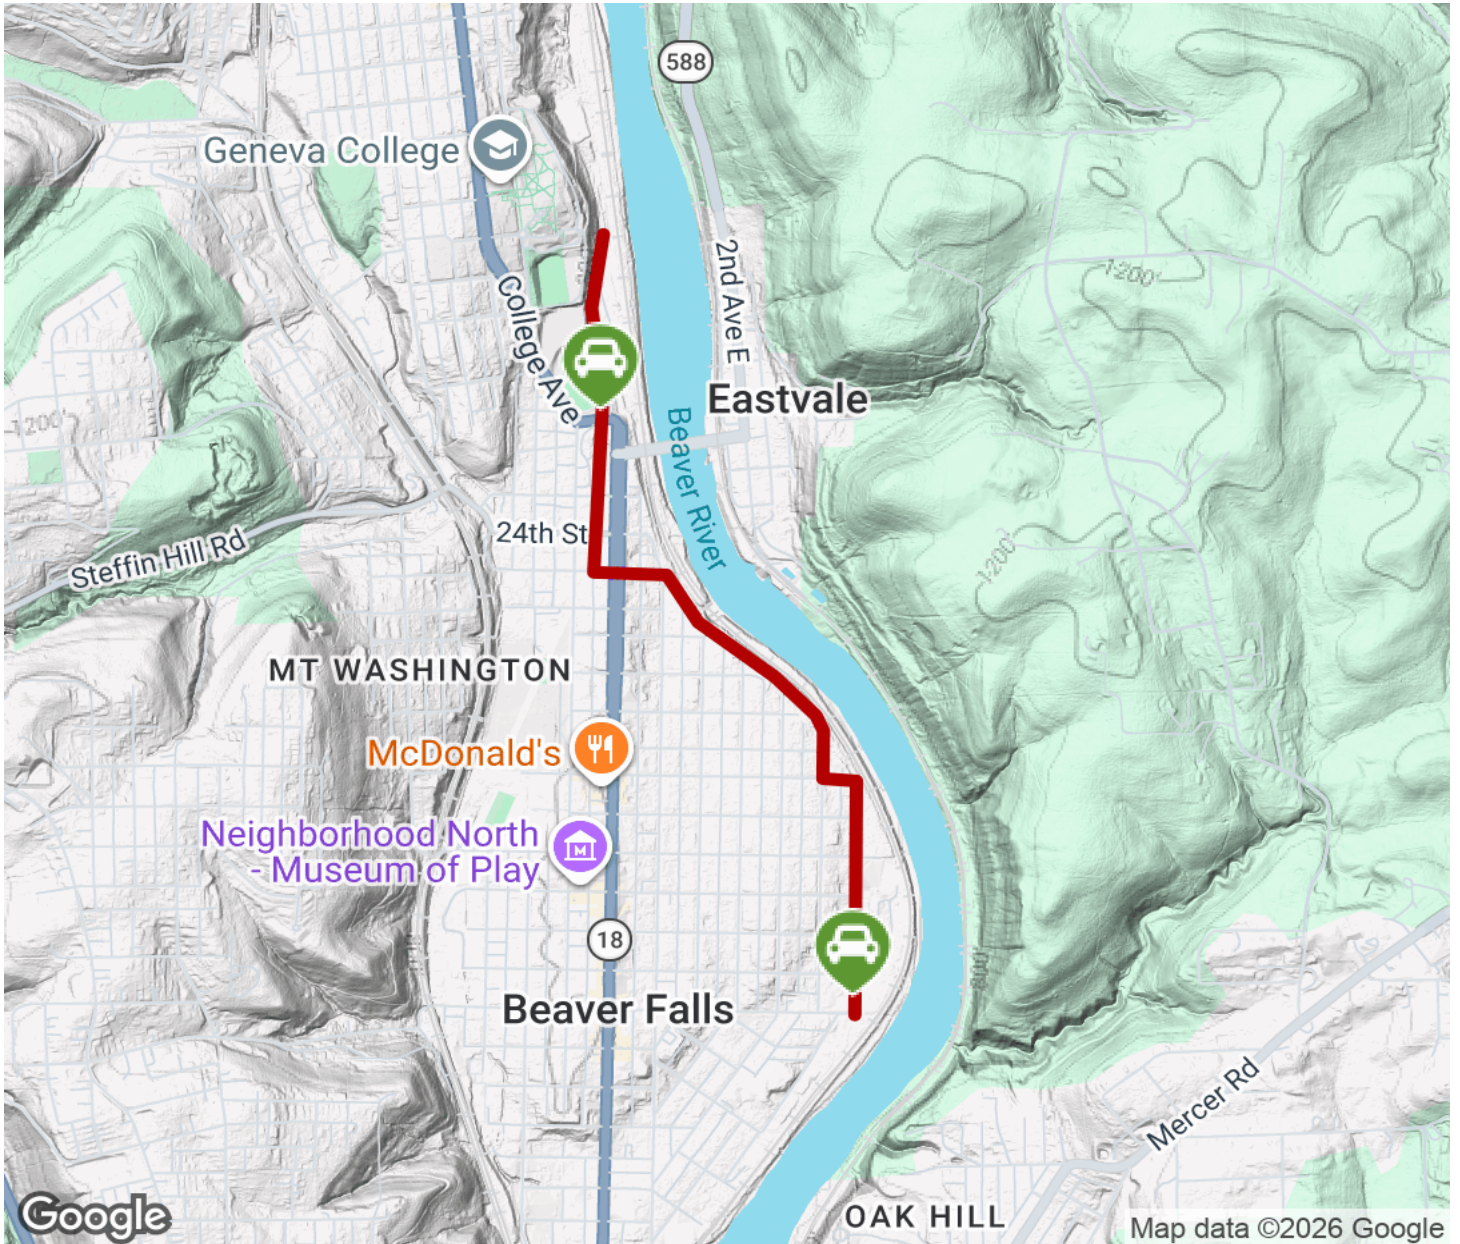 588
Geneva College
2nd Ave E
1200'
College Ave
Eastvale
1200'
Beaver River
24th St
Steffin Hill Rd
1200'
MT WASHINGTON
McDonald's
Neighborhood North
- Museum of Play
M
18
Beaver Falls
Mercer Rd
OAK HILL
Google
Map data ©2026 Google